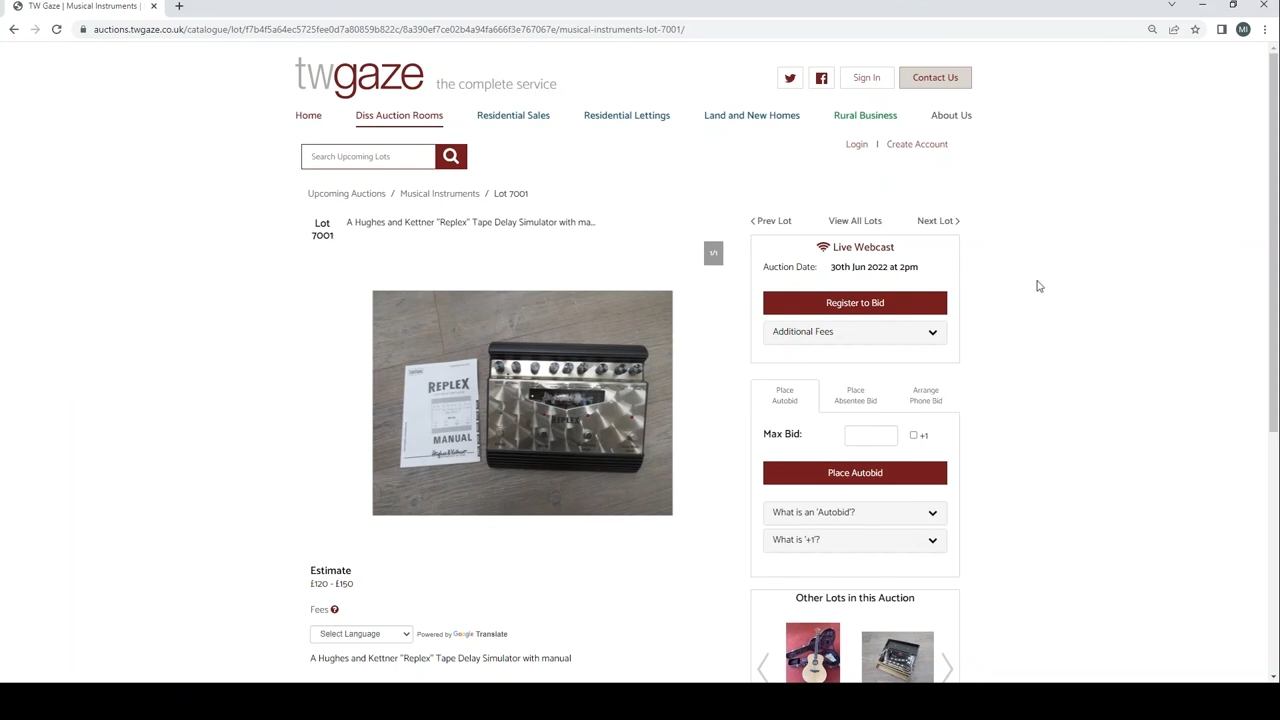 TW Gaze | Musical Instruments |
auctions.twgaze.co.uk/catalogue/lot/f7b4f5a64ec5725fee0d7a80859b822c/8a390ef7ce02b4a94fa666f3e767067e/musical-instruments-lot-7001/
MI
twgaze the complete service
Sign In
Contact Us
Home
Diss Auction Rooms
Residential Sales
Residential Lettings
Land and New Homes
Rural Business
About Us
Login | Create Account
Search Upcoming Lots
Upcoming Auctions / Musical Instruments / Lot 7001
Lot
7001
A Hughes and Kettner "Replex" Tape Delay Simulator with ma...
1/1
REPLEX
MANUAL
Hughes & Kettner
REPLEX
Estimate
£120 - £150
Fees
Select Language
Powered by Google Translate
A Hughes and Kettner "Replex" Tape Delay Simulator with manual
Prev Lot
View All Lots
Next Lot
Live Webcast
Auction Date: 30th Jun 2022 at 2pm
Register to Bid
Additional Fees
Place
Autobid
Place
Absentee Bid
Arrange
Phone Bid
Max Bid:
+1
Place Autobid
What is an 'Autobid'?
What is '+1'?
Other Lots in this Auction